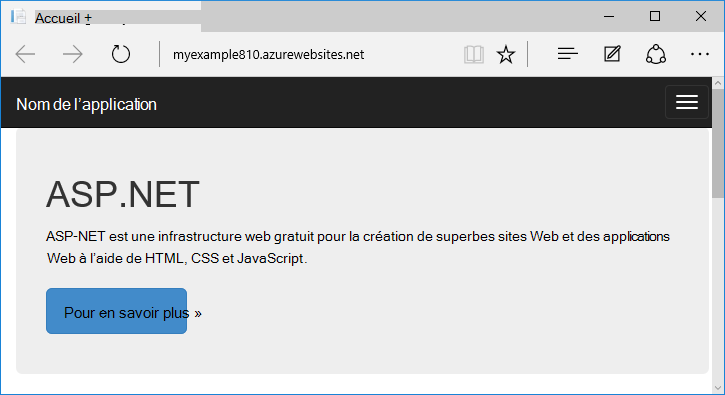 Accueil +
myexample810.azurewebsites.net
Nom de l'application
ASP.NET
ASP-NET est une infrastructure web gratuit pour la création de superbes sites Web et des applications
Web à l'aide de HTML, CSS et JavaScript.
Pour en savoir plus »